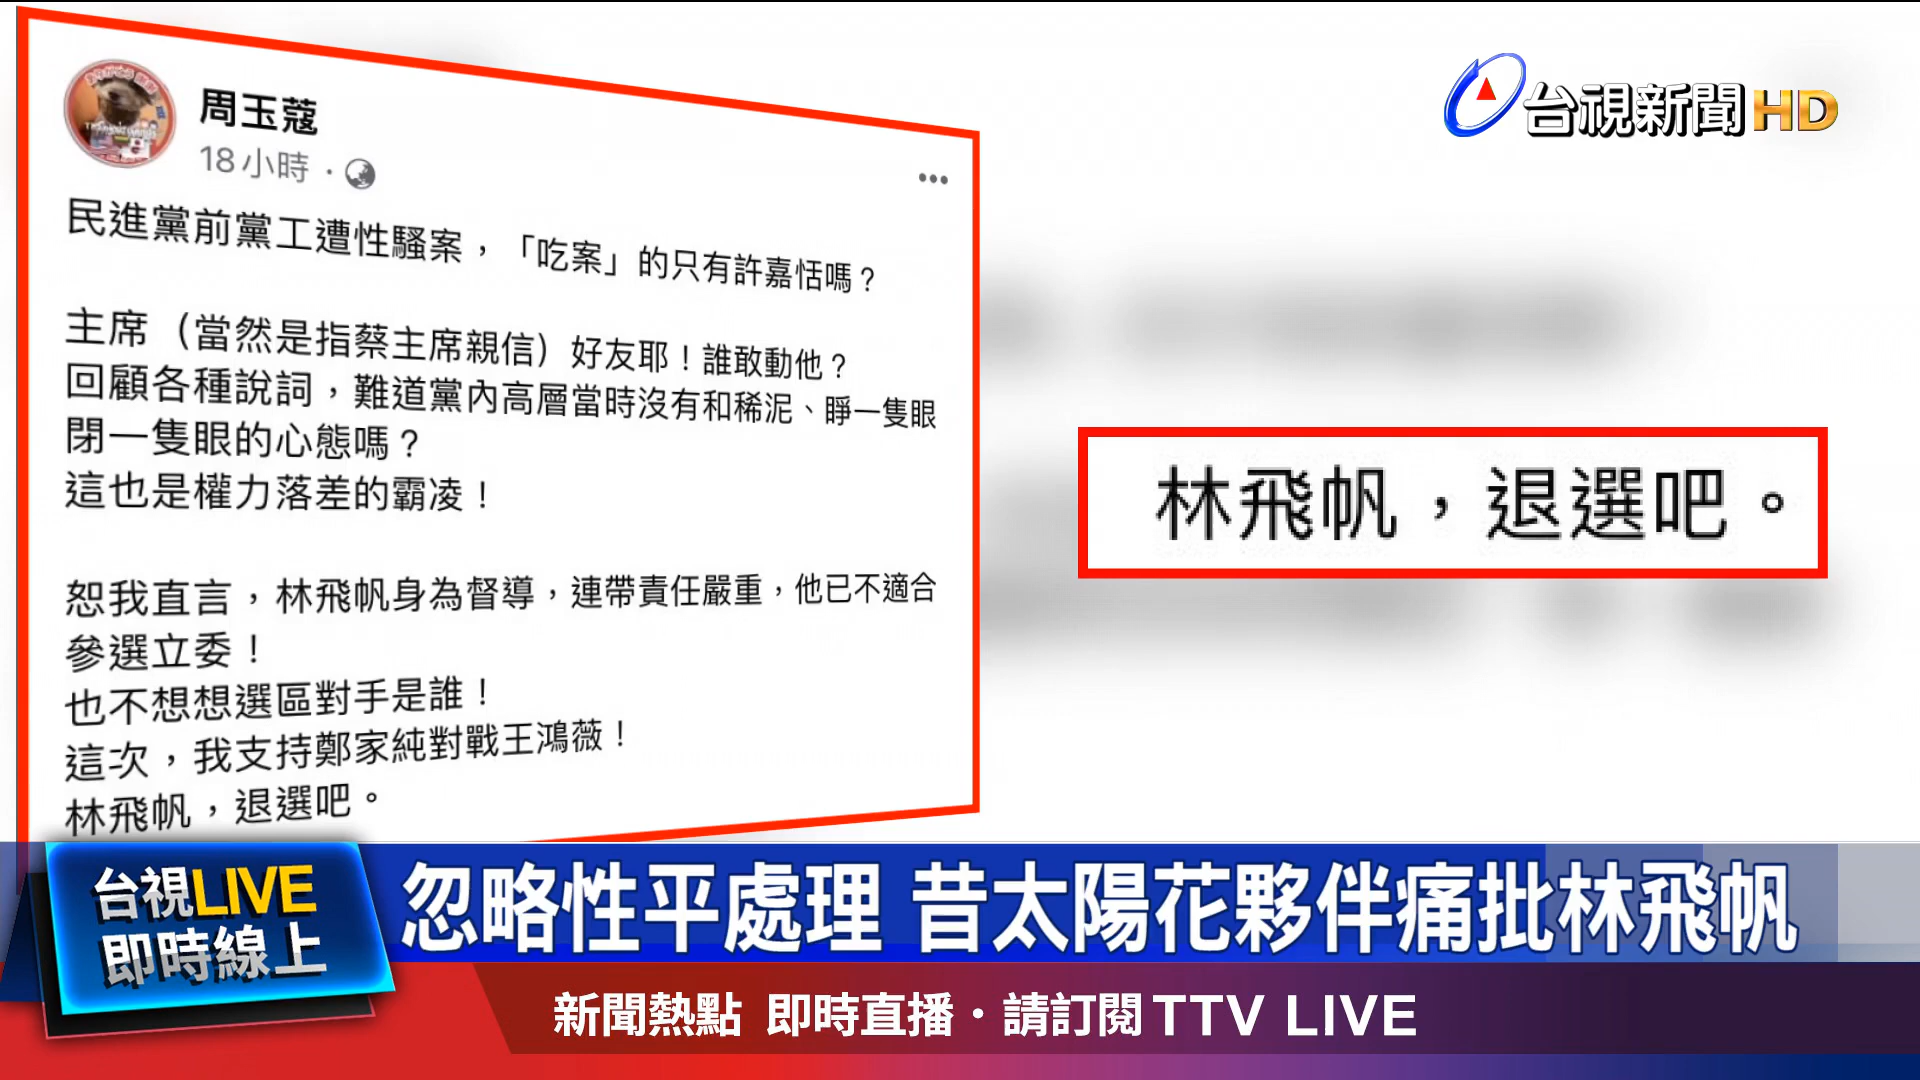 周玉蔻
18小時 ·
民進黨前黨工遭性騷案，「吃案」的只有許嘉恬嗎？
主席（當然是指蔡主席親信）好友耶！誰敢動他？
回顧各種說詞，難道黨內高層當時沒有和稀泥、睜一隻眼
閉一隻眼的心態嗎？
這也是權力落差的霸凌！
恕我直言，林飛帆身為督導，連帶責任嚴重，他已不適合
參選立委！
也不想想選區對手是誰！
這次，我支持鄭家純對戰王鴻薇！
林飛帆，退選吧。
台視新聞HD
林飛帆，退選吧。
台視LIVE
即時線上
忽略性平處理 昔太陽花夥伴痛批林飛帆
新聞熱點 即時直播·請訂閱TTV LIVE